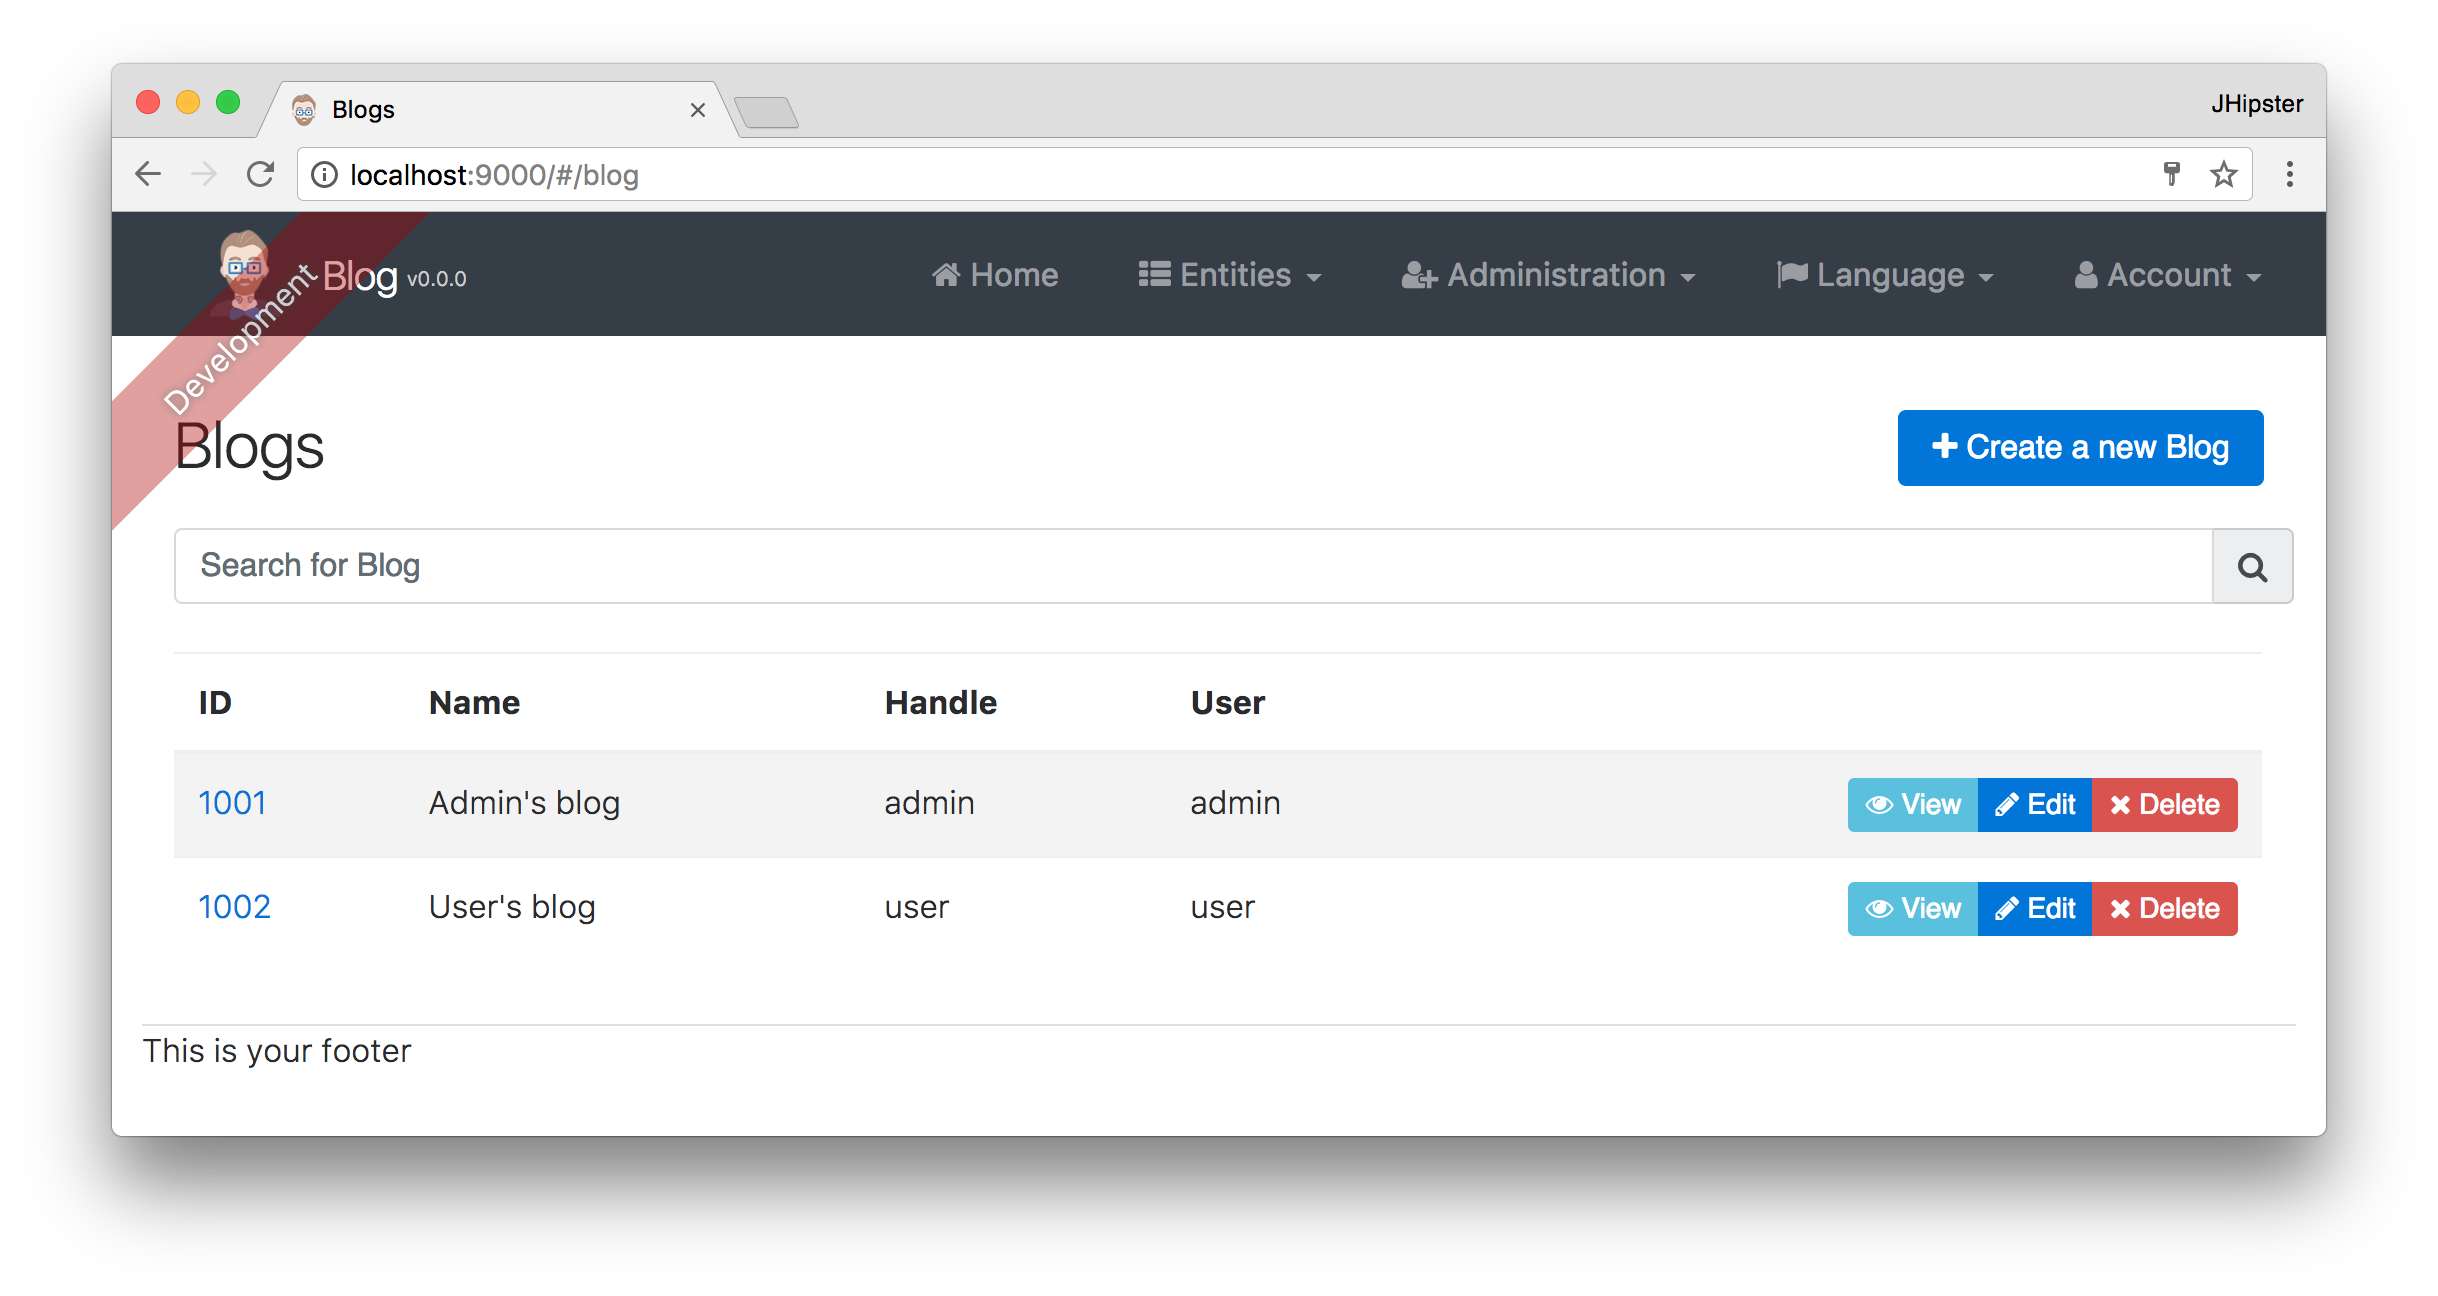 Blogs
JHipster
localhost:9000/#/blog
Development
Blog v0.0.0
Home
Entities
Administration
Language
Account
Blogs
Create a new Blog
Search for Blog
ID Name Handle User
1001 Admin's blog admin admin View Edit Delete
1002 User's blog user user View Edit Delete
This is your footer